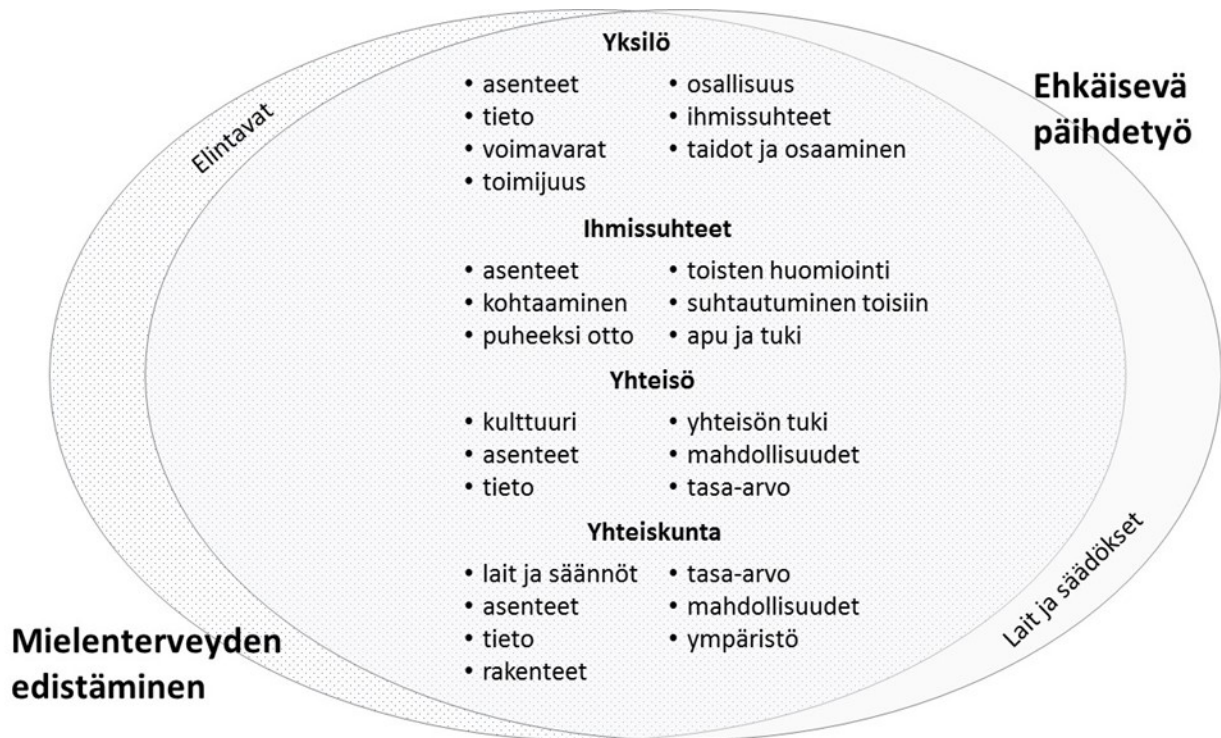 Yksilö
• asenteet
• tieto
• voimavarat
• toimijuus
• osallisuus
• ihmissuhteet
• taidot ja osaaminen
Ihmissuhteet
• asenteet
• kohtaaminen
• puheeksi otto
• toisten huomiointi
• suhtautuminen toisiin
• apu ja tuki
Yhteisö
• kulttuuri
• asenteet
• tieto
• yhteisön tuki
• mahdollisuudet
• tasa-arvo
Yhteiskunta
• lait ja säännöt
• asenteet
• tieto
• rakenteet
• tasa-arvo
• mahdollisuudet
• ympäristö
Elintavat
Mielenterveyden
edistäminen
Ehkäisevä
päihdetyö
Lait ja säädökset